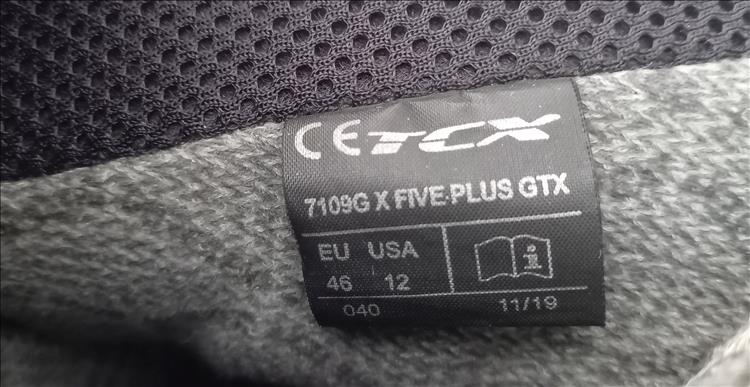 CE TCX
7109G X FIVE-PLUS GTX
EU USA
46 12
i
040 11/19